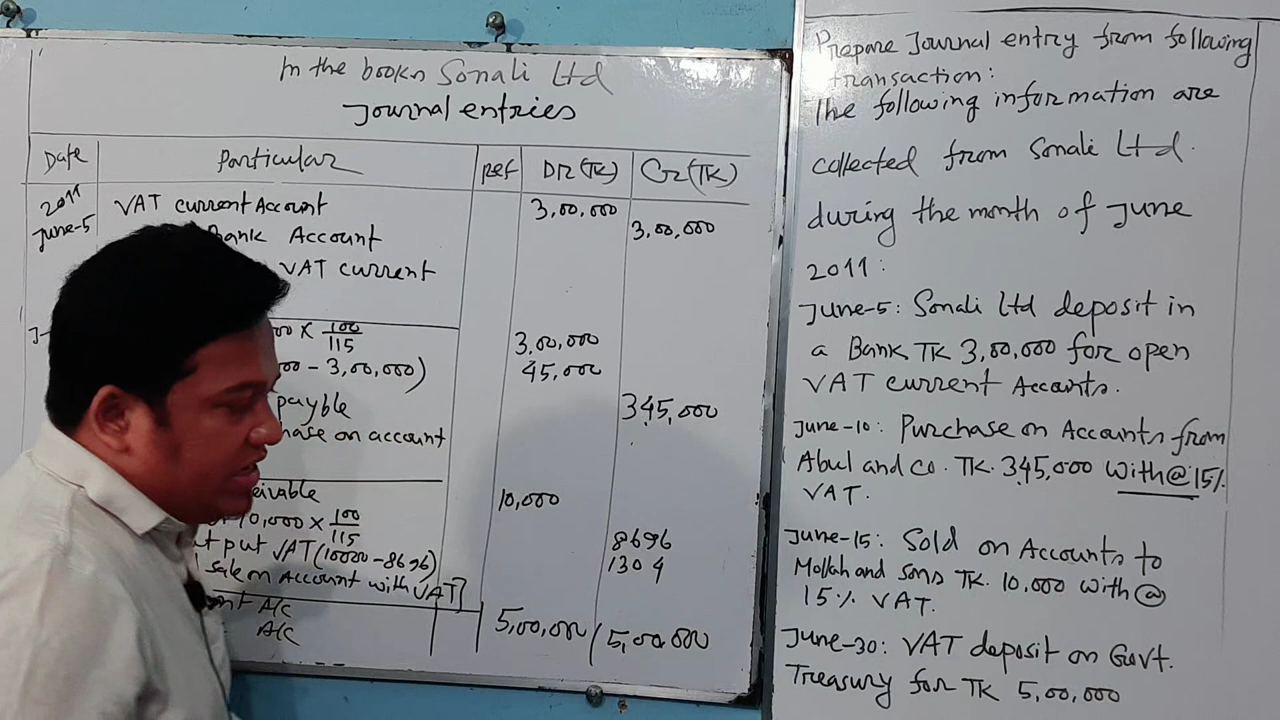 In the books Sonali Ltd
Journal entries
Date Particular Ref Dr (TK) Cr (TK)
2011
June-5 VAT current Account 3,00,000
Bank Account 3,00,000
VAT current
00 × 100/115 3,00,000
00 - 3,00,000) 45,000
payble 345,000
hase on account
eivable 10,000
10,000 × 100/115 8696
put VAT (10000-8696) 1304
sale on Account with VAT]
A/C 5,00,000
A/C 5,00,000
Prepare Journal entry from following
transaction:
The following information are
collected from Sonali Ltd.
during the month of June
2011:
June-5: Sonali Ltd deposit in
a Bank TK 3,00,000 for open
VAT current Accounts.
June-10: Purchase on Accounts from
Abul and co. TK. 345,000 with @ 15%
VAT.
June-15: Sold on Accounts to
Mollah and sons TK. 10,000 with @
15% VAT.
June-30: VAT deposit on Govt.
Treasury for TK 5,00,000